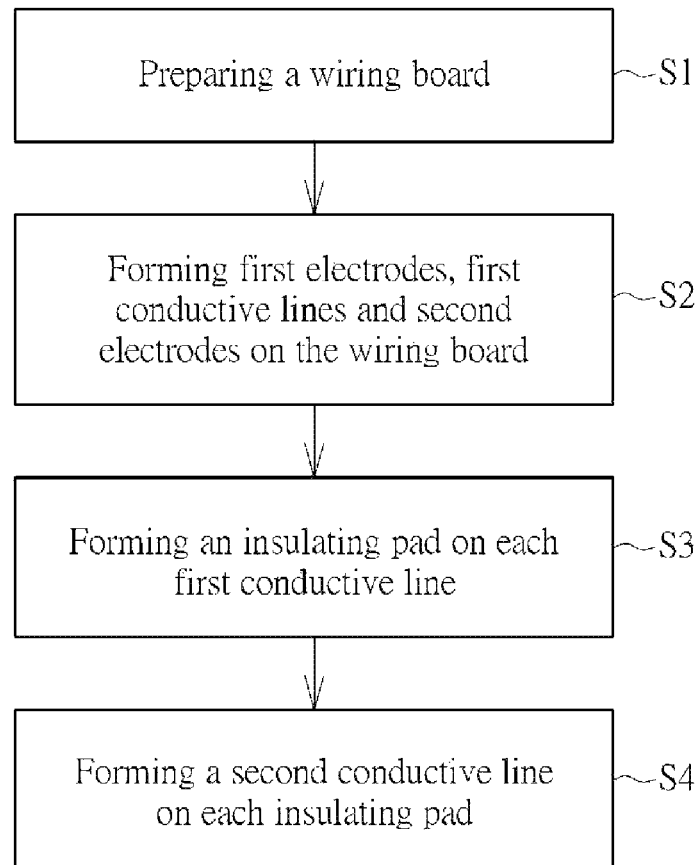 Preparing a wiring board
S1
Forming first electrodes, first
conductive lines and second
electrodes on the wiring board
S2
Forming an insulating pad on each
first conductive line
S3
Forming a second conductive line
on each insulating pad
S4